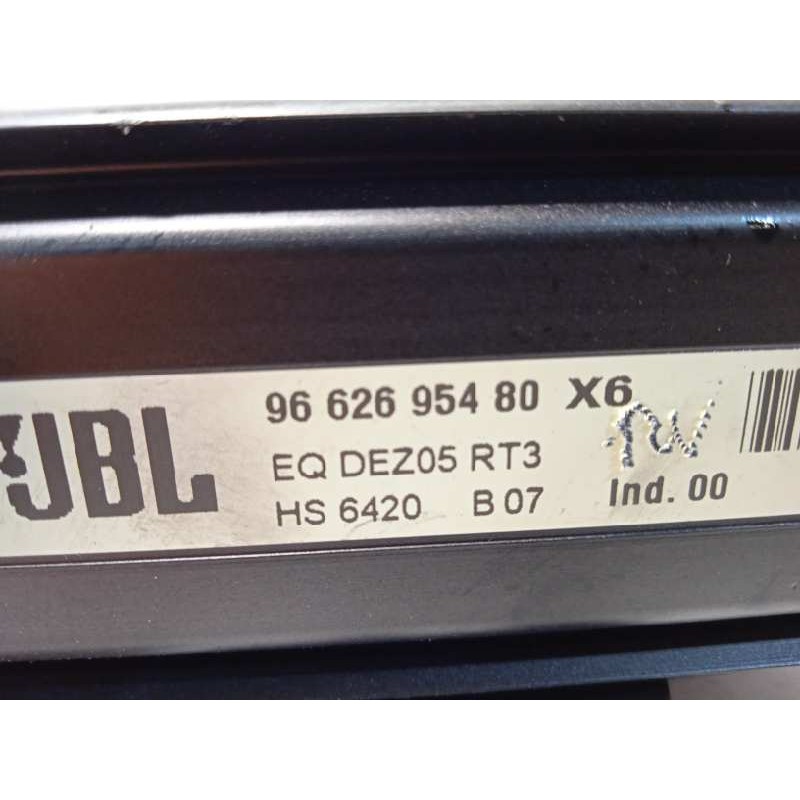 JBL
96 626 954 80 X6
EQ DEZ05 RT3
HS 6420 B 07 Ind. 00